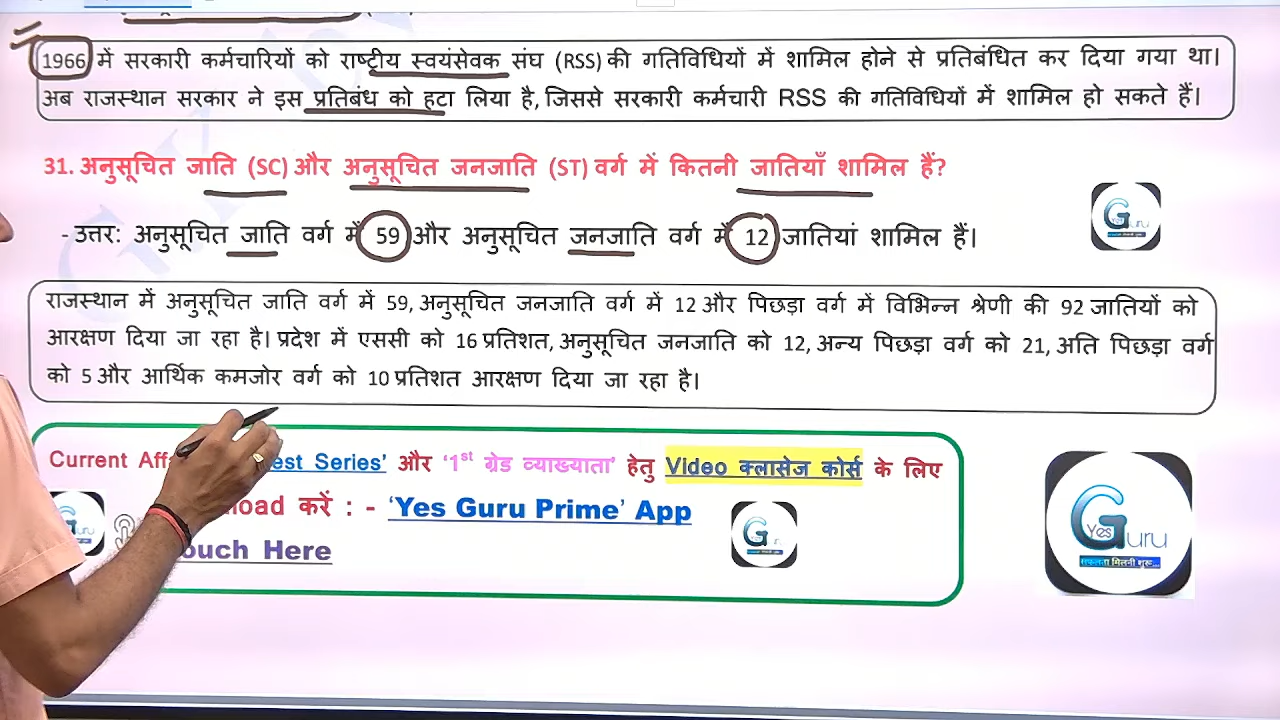 1966 में सरकारी कर्मचारियों को राष्ट्रीय स्वयंसेवक संघ (RSS) की गतिविधियों में शामिल होने से प्रतिबंधित कर दिया गया था।
अब राजस्थान सरकार ने इस प्रतिबंध को हटा लिया है, जिससे सरकारी कर्मचारी RSS की गतिविधियों में शामिल हो सकते हैं।
31. अनुसूचित जाति (SC) और अनुसूचित जनजाति (ST) वर्ग में कितनी जातियाँ शामिल हैं?
- उत्तर: अनुसूचित जाति वर्ग में 59 और अनुसूचित जनजाति वर्ग में 12 जातियां शामिल हैं।
राजस्थान में अनुसूचित जाति वर्ग में 59, अनुसूचित जनजाति वर्ग में 12 और पिछड़ा वर्ग में विभिन्न श्रेणी की 92 जातियों को
आरक्षण दिया जा रहा है। प्रदेश में एससी को 16 प्रतिशत, अनुसूचित जनजाति को 12, अन्य पिछड़ा वर्ग को 21, अति पिछड़ा वर्ग
को 5 और आर्थिक कमजोर वर्ग को 10 प्रतिशत आरक्षण दिया जा रहा है।
Current Aff est Series' और '1st ग्रेड व्याख्याता' हेतु Video क्लासेज कोर्स के लिए
load करें : - 'Yes Guru Prime' App
ouch Here
Yes Guru
सफलता मिलनी शुरू...